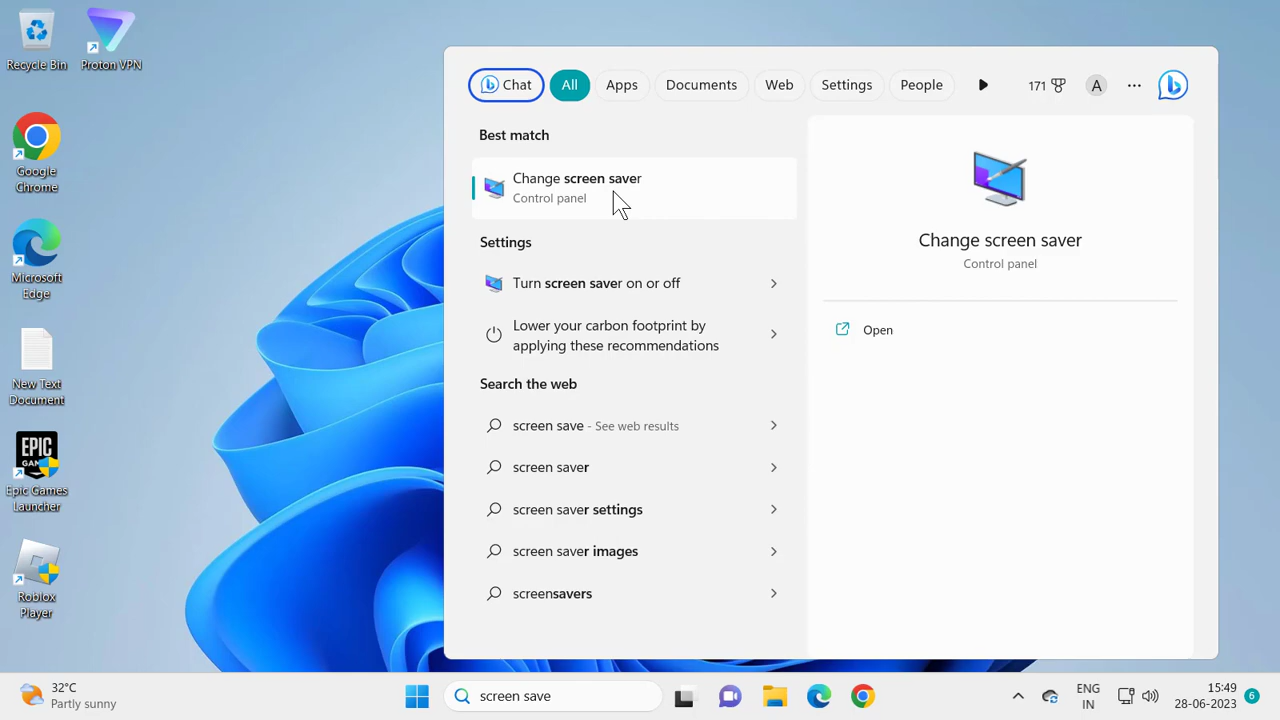 Recycle Bin
Proton VPN
Google
Chrome
Microsoft
Edge
New Text
Document
EPIC
GAMES
Epic Games
Launcher
Roblox
Player
Chat
All
Apps
Documents
Web
Settings
People
171
A
Best match
Change screen saver
Control panel
Settings
Turn screen saver on or off
Lower your carbon footprint by
applying these recommendations
Search the web
screen save - See web results
screen saver
screen saver settings
screen saver images
screensavers
Change screen saver
Control panel
Open
32°C
Partly sunny
screen save
ENG
IN
15:49
28-06-2023
6